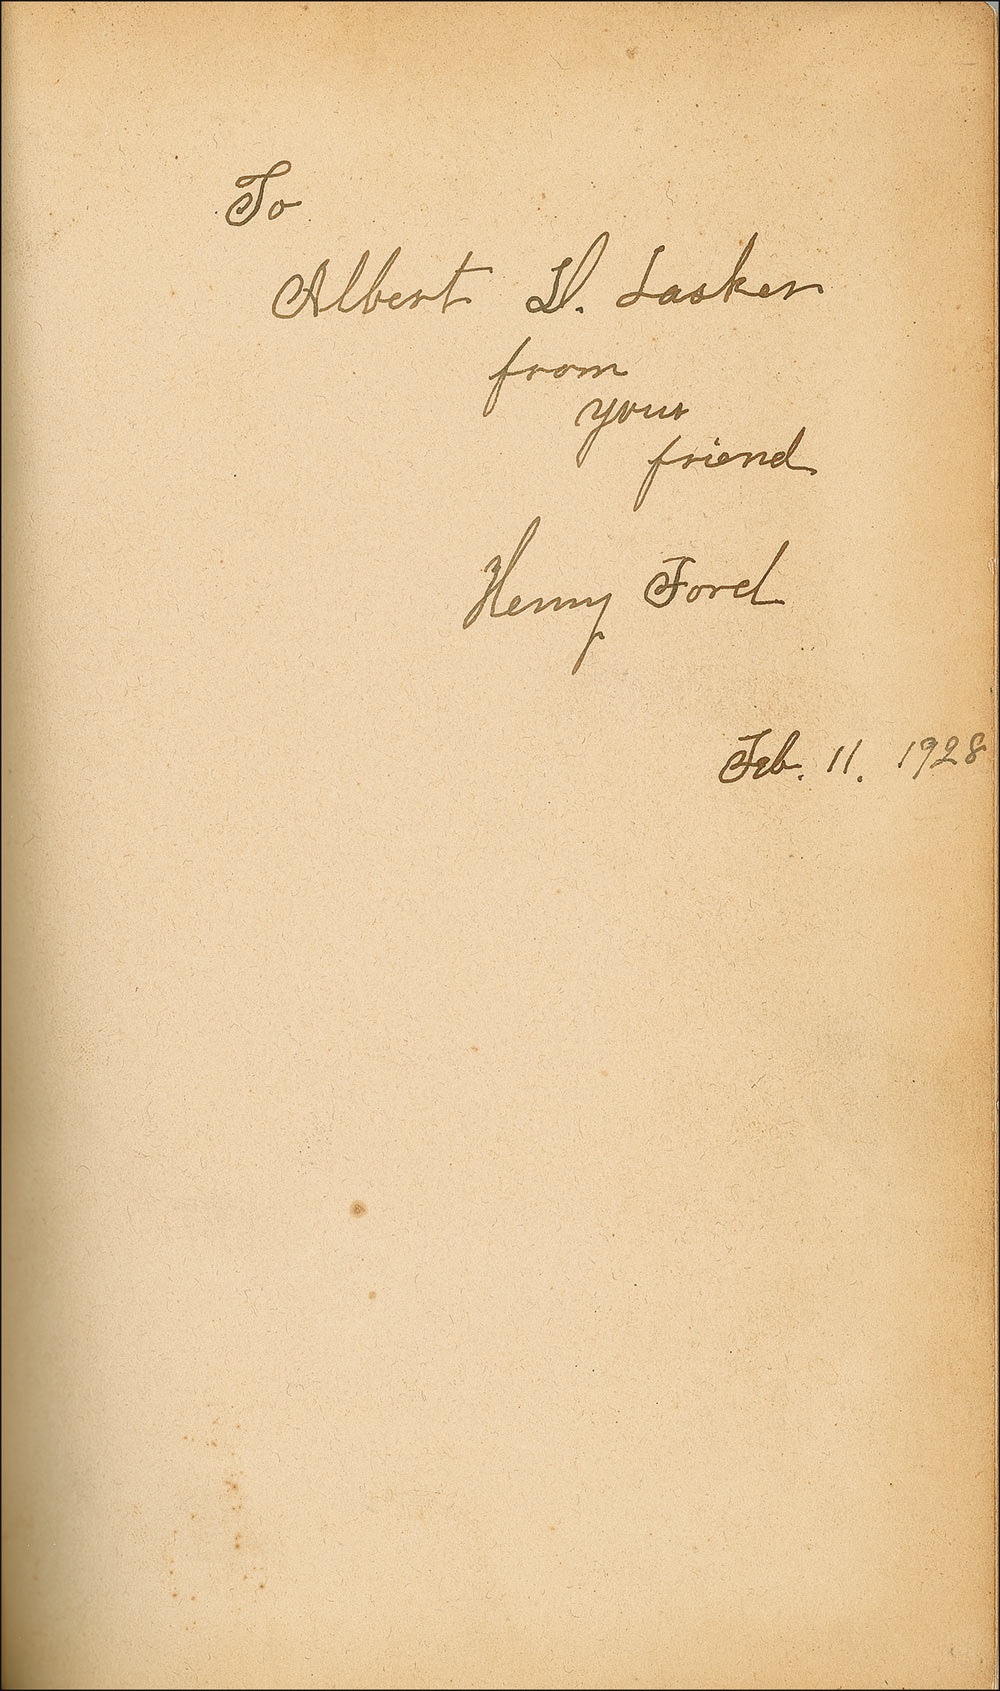 To
Albert D. Lasker
from
your
friend
Henry Ford
Feb. 11. 1928